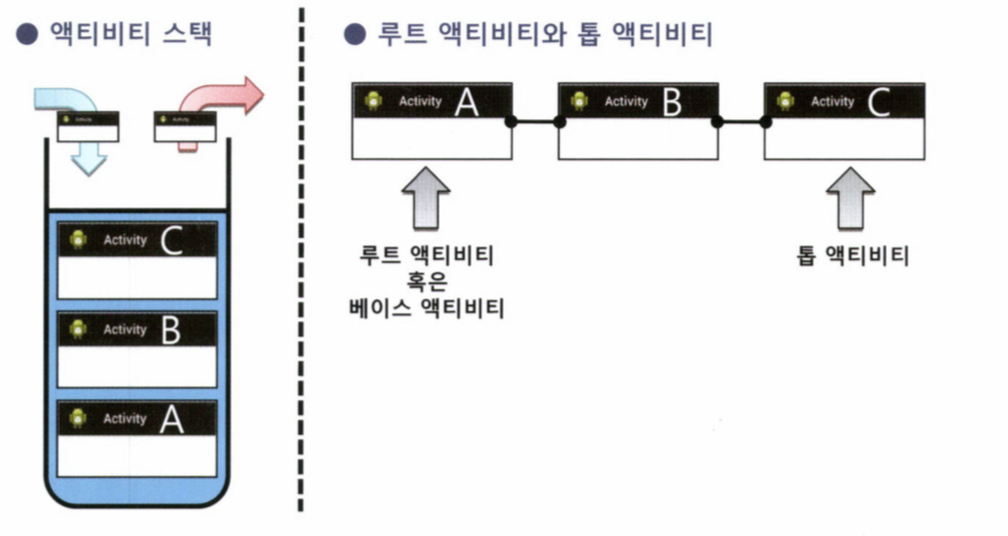 ● 액티비티 스택
Activity
Activity
Activity C
Activity B
Activity A
● 루트 액티비티와 톱 액티비티
Activity A
Activity B
Activity C
루트 액티비티
혹은
베이스 액티비티
톱 액티비티